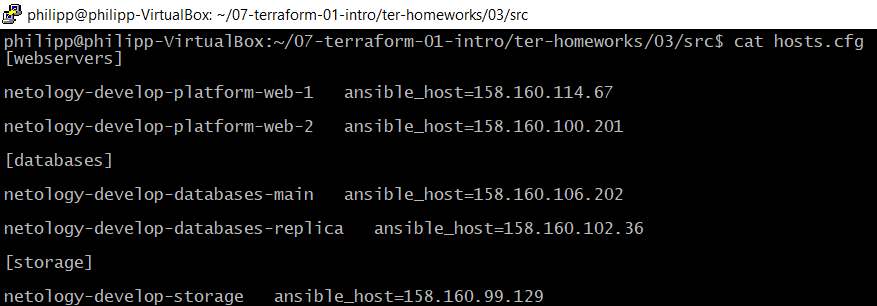 philipp@philipp-VirtualBox: ~/07-terraform-01-intro/ter-homeworks/03/src
philipp@philipp-VirtualBox:~/07-terraform-01-intro/ter-homeworks/03/src$ cat hosts.cfg
[webservers]
netology-develop-platform-web-1   ansible_host=158.160.114.67
netology-develop-platform-web-2   ansible_host=158.160.100.201
[databases]
netology-develop-databases-main   ansible_host=158.160.106.202
netology-develop-databases-replica   ansible_host=158.160.102.36
[storage]
netology-develop-storage   ansible_host=158.160.99.129